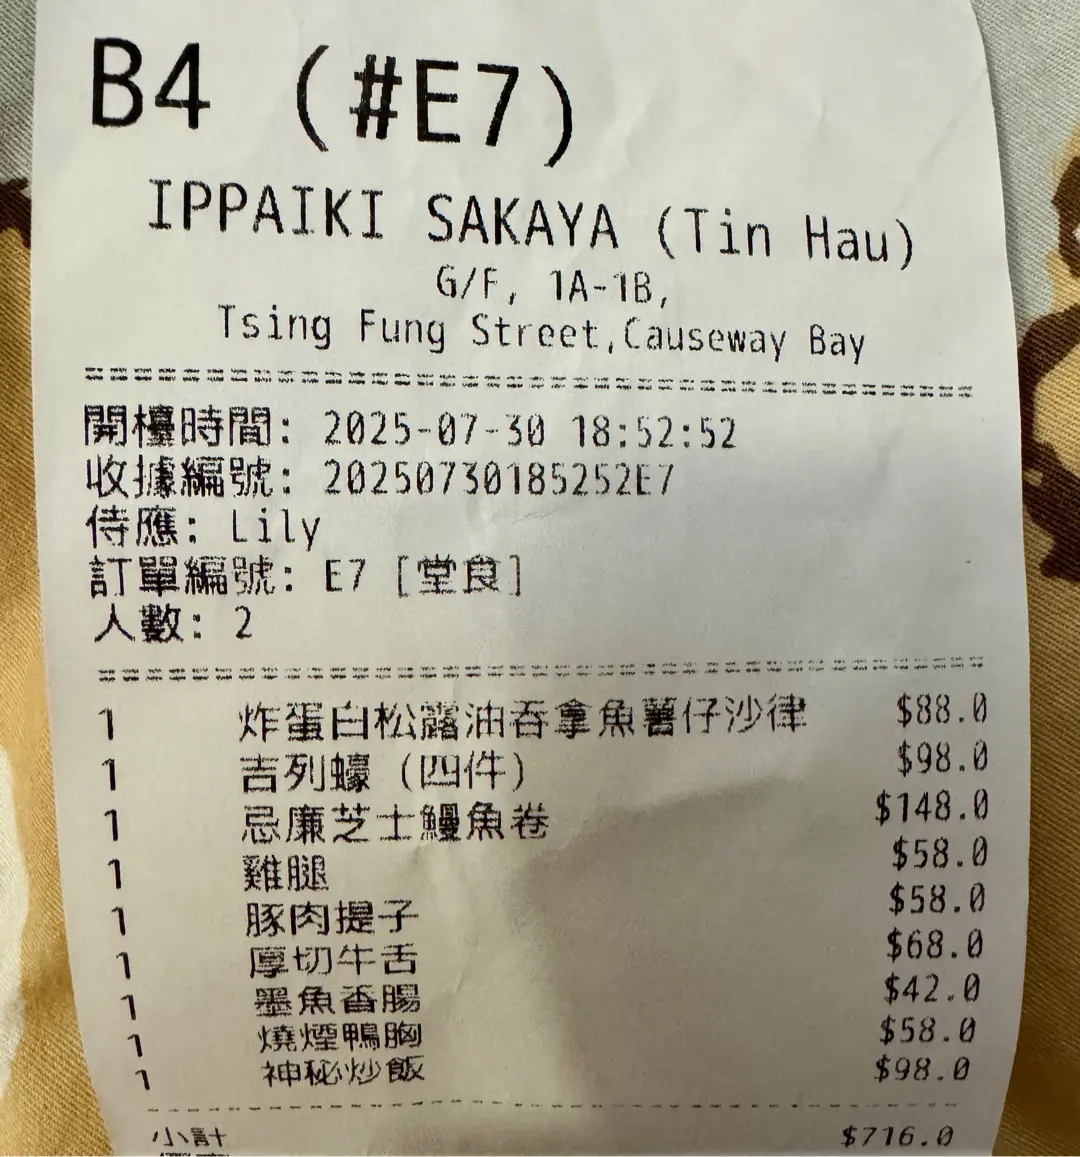 B4 (#E7)
IPPAIKI SAKAYA (Tin Hau)
G/F, 1A-1B,
Tsing Fung Street,Causeway Bay
開檯時間: 2025-07-30 18:52:52
收據編號: 20250730185252E7
侍應: Lily
訂單編號: E7 [堂食]
人數: 2
1 炸蛋白松露油吞拿魚薯仔沙律 $88.0
1 吉列蠔 (四件) $98.0
1 忌廉芝士鰻魚卷 $148.0
1 雞腿 $58.0
1 豚肉提子 $58.0
1 厚切牛舌 $68.0
1 墨魚香腸 $42.0
1 燒煙鴨胸 $58.0
1 神秘炒飯 $98.0
小計 $716.0